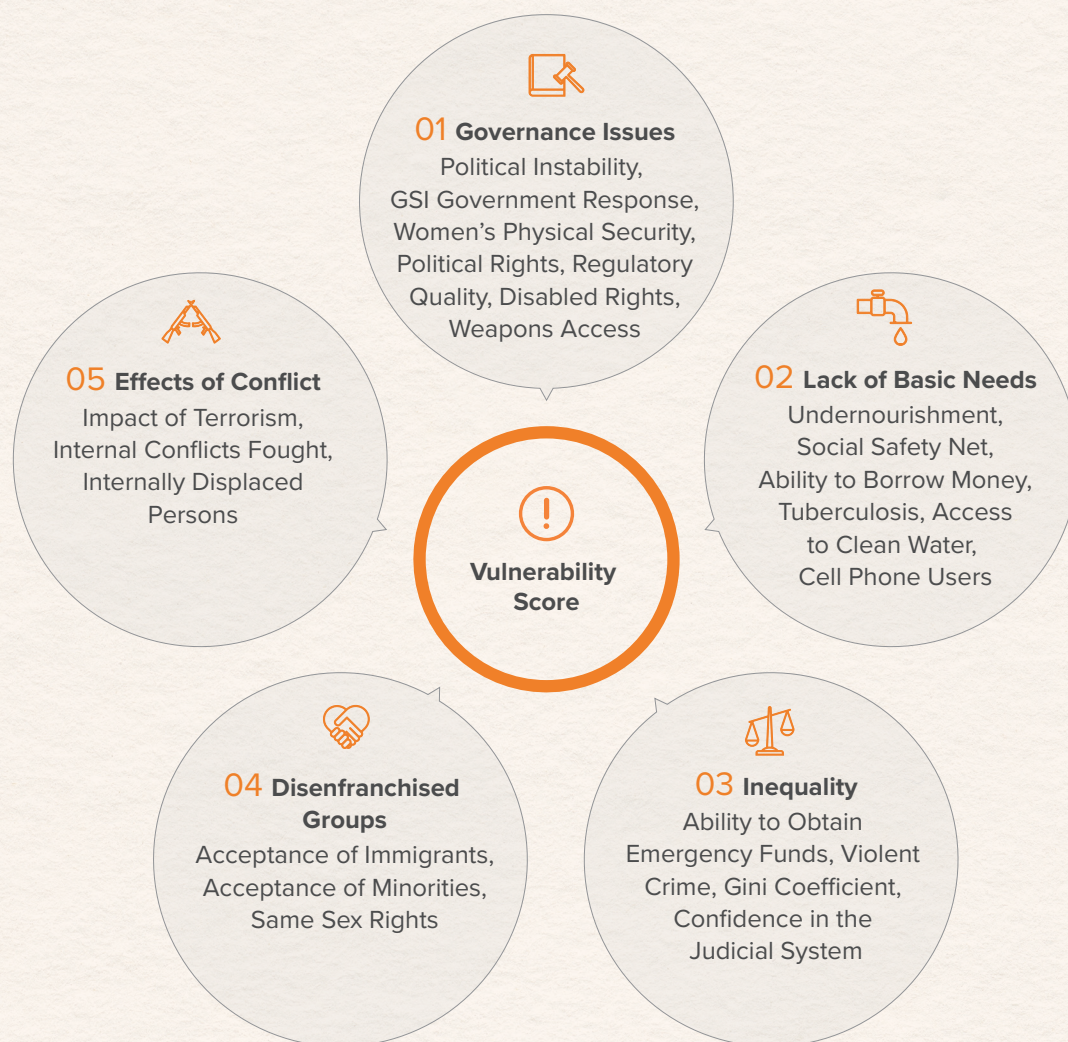 01 Governance Issues
Political Instability,
GSI Government Response,
Women’s Physical Security,
Political Rights, Regulatory
Quality, Disabled Rights,
Weapons Access
02 Lack of Basic Needs
Undernourishment,
Social Safety Net,
Ability to Borrow Money,
Tuberculosis, Access
to Clean Water,
Cell Phone Users
03 Inequality
Ability to Obtain
Emergency Funds, Violent
Crime, Gini Coefficient,
Confidence in the
Judicial System
04 Disenfranchised
Groups
Acceptance of Immigrants,
Acceptance of Minorities,
Same Sex Rights
05 Effects of Conflict
Impact of Terrorism,
Internal Conflicts Fought,
Internally Displaced
Persons
Vulnerability
Score